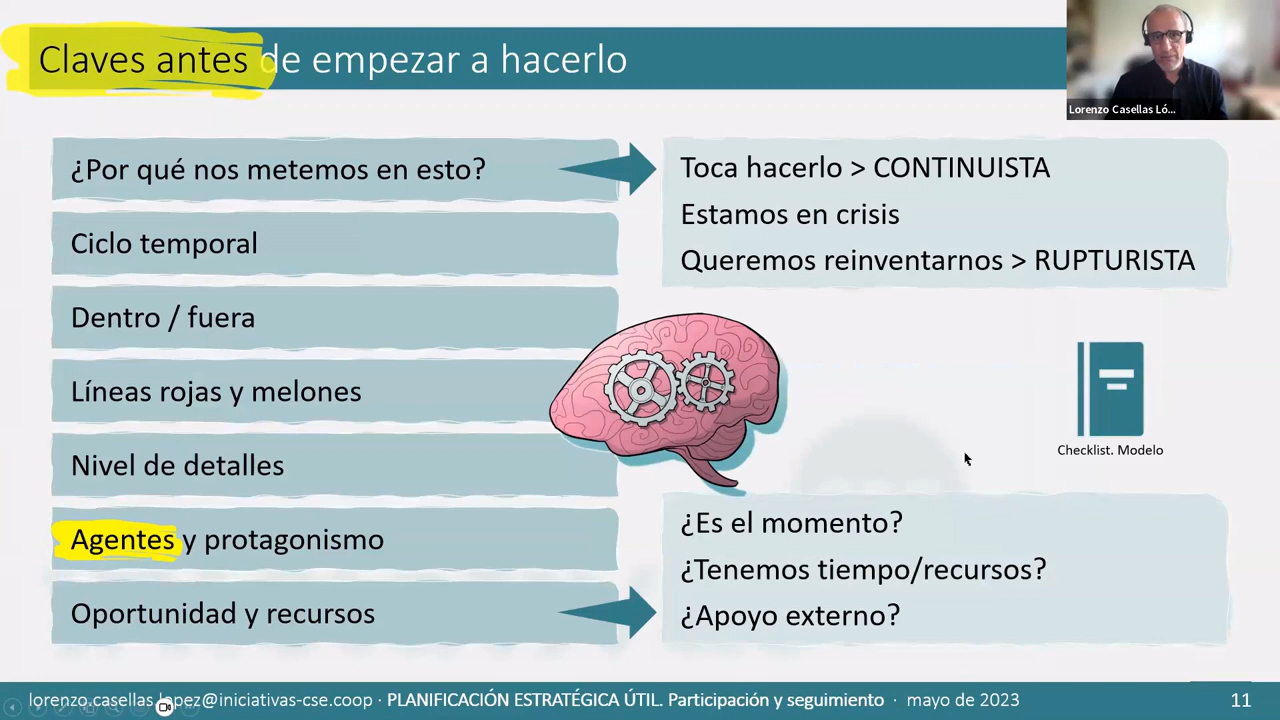 Claves antes de empezar a hacerlo
Lorenzo Casellas Ló...
¿Por qué nos metemos en esto?
Ciclo temporal
Dentro / fuera
Líneas rojas y melones
Nivel de detalles
Agentes y protagonismo
Oportunidad y recursos
Toca hacerlo > CONTINUISTA
Estamos en crisis
Queremos reinventarnos > RUPTURISTA
Checklist. Modelo
¿Es el momento?
¿Tenemos tiempo/recursos?
¿Apoyo externo?
lorenzo.casellas.lopez@iniciativas-cse.coop · PLANIFICACIÓN ESTRATÉGICA ÚTIL. Participación y seguimiento · mayo de 2023
11